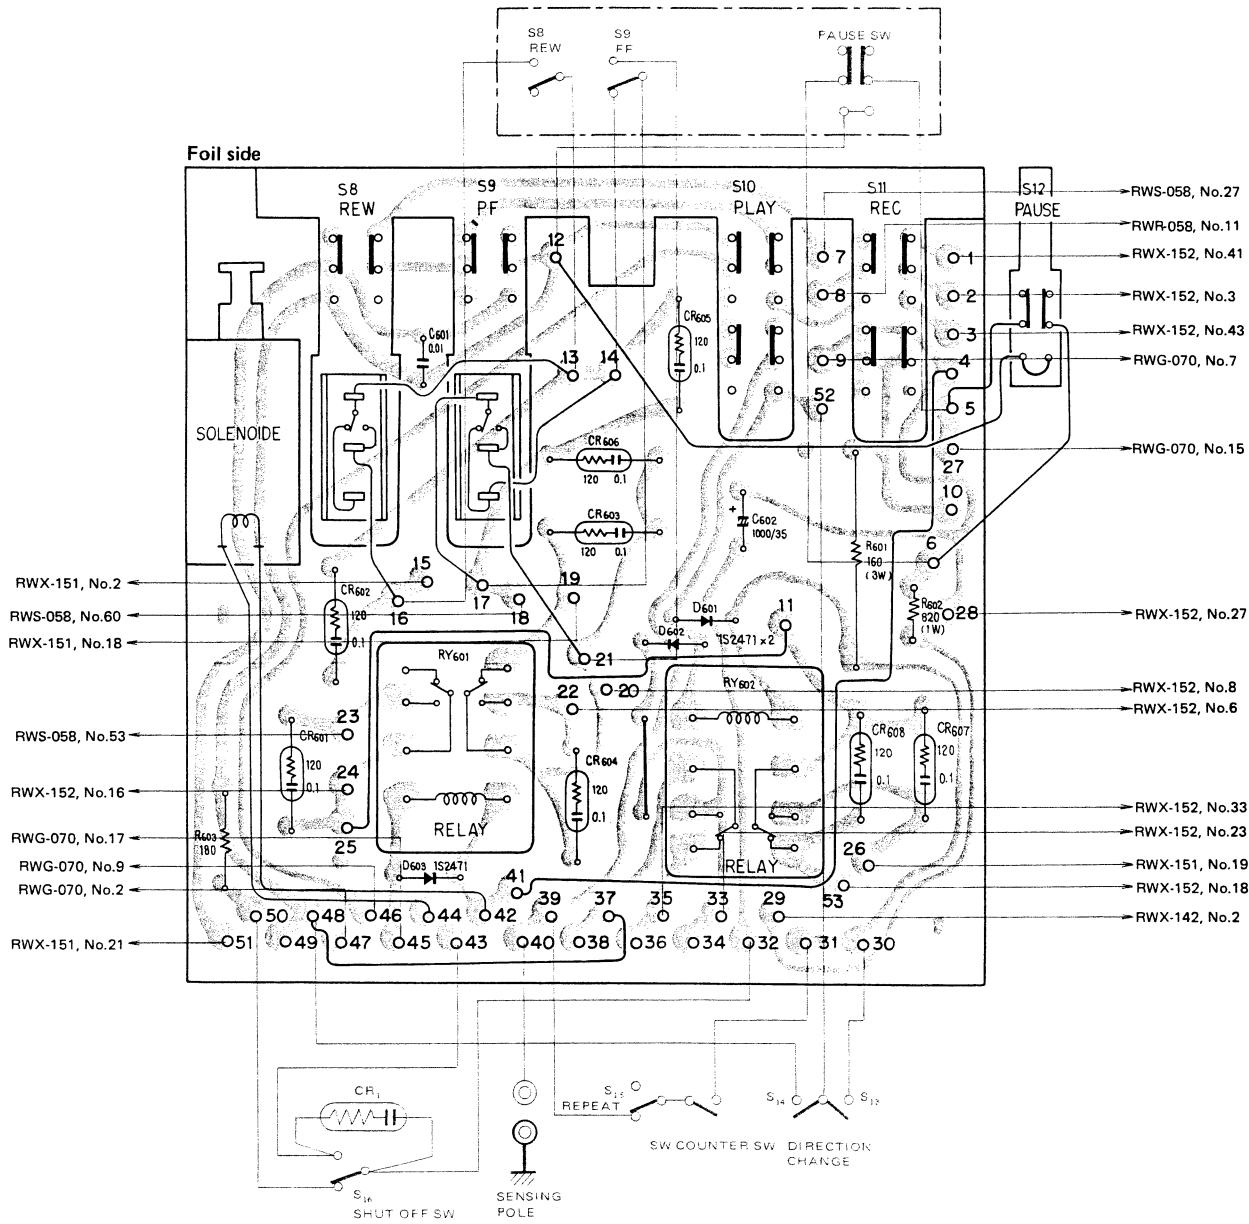 S8
REW
S9
FF
PAUSE SW
Foil side
S8
REW
S9
S10
PLAY
S11
REC
S12
PAUSE
RWS-058, No.27
RWR-058, No.11
RWX-152, No.41
RWX-152, No.3
RWX-152, No.43
RWG-070, No.7
RWG-070, No.15
12
7
1
8
2
3
9
4
52
5
C601
0.01
13
14
CR605
120
0.1
SOLENOIDE
CR606
120 0.1
CR603
120 0.1
+
C602
1000/35
27
10
R601
160
(3W)
6
R602
820
(1W)
28
RWX-152, No.27
RWX-151, No.2
RWS-058, No.60
RWX-151, No.18
15
16
17
18
19
CR602
120
0.1
D601
D602
1S2471 x2
11
21
RY601
RELAY
22
20
RY602
RELAY
RWX-152, No.8
RWX-152, No.6
23
RWS-058, No.53
CR601
120
0.1
24
RWX-152, No.16
25
CR604
120
0.1
CR608
120
0.1
CR607
120
0.1
RWX-152, No.33
RWX-152, No.23
R603
180
RWG-070, No.17
RWG-070, No.9
RWG-070, No.2
D603 1S2471
41
26
53
RWX-151, No.19
RWX-152, No.18
RWX-142, No.2
50
48
46
44
42
39
37
35
33
29
RWX-151, No.21
51
49
47
45
43
40
38
36
34
32
31
30
CR1
S16
SHUT OFF SW
SENSING
POLE
S15
REPEAT
SW COUNTER SW
S14
DIRECTION
CHANGE